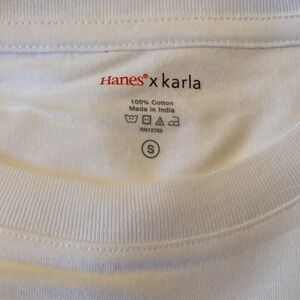 Hanes® x karla
100% Cotton
Made in India
RN15763
S